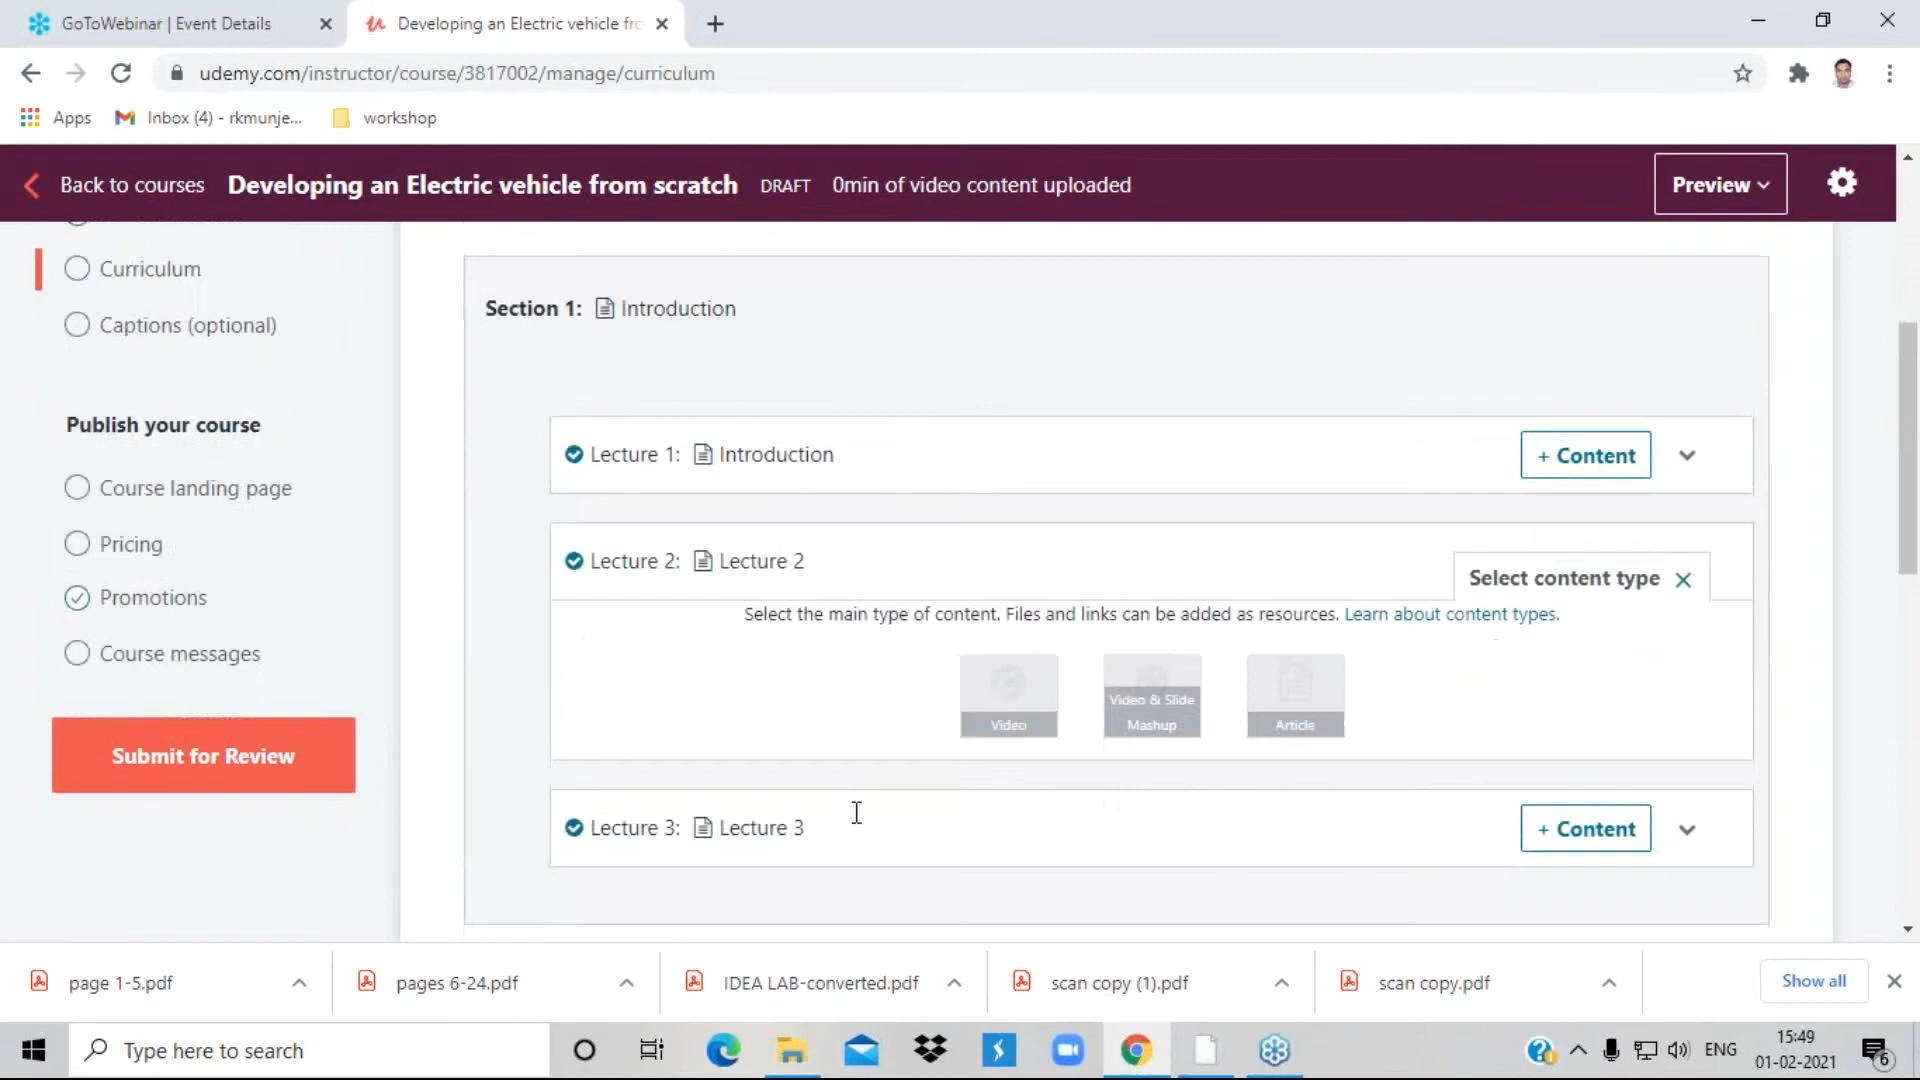 GoToWebinar | Event Details
Developing an Electric vehicle fro
udemy.com/instructor/course/3817002/manage/curriculum
Apps
Inbox (4) - rkmunje...
workshop
Back to courses
Developing an Electric vehicle from scratch
DRAFT
0min of video content uploaded
Preview
Curriculum
Captions (optional)
Publish your course
Course landing page
Pricing
Promotions
Course messages
Submit for Review
Section 1: Introduction
Lecture 1: Introduction
+ Content
Lecture 2: Lecture 2
Select content type
Select the main type of content. Files and links can be added as resources. Learn about content types.
Video
Video & Slide
Mashup
Article
Lecture 3: Lecture 3
+ Content
page 1-5.pdf
pages 6-24.pdf
IDEA LAB-converted.pdf
scan copy (1).pdf
scan copy.pdf
Show all
Type here to search
ENG
15:49
01-02-2021
6